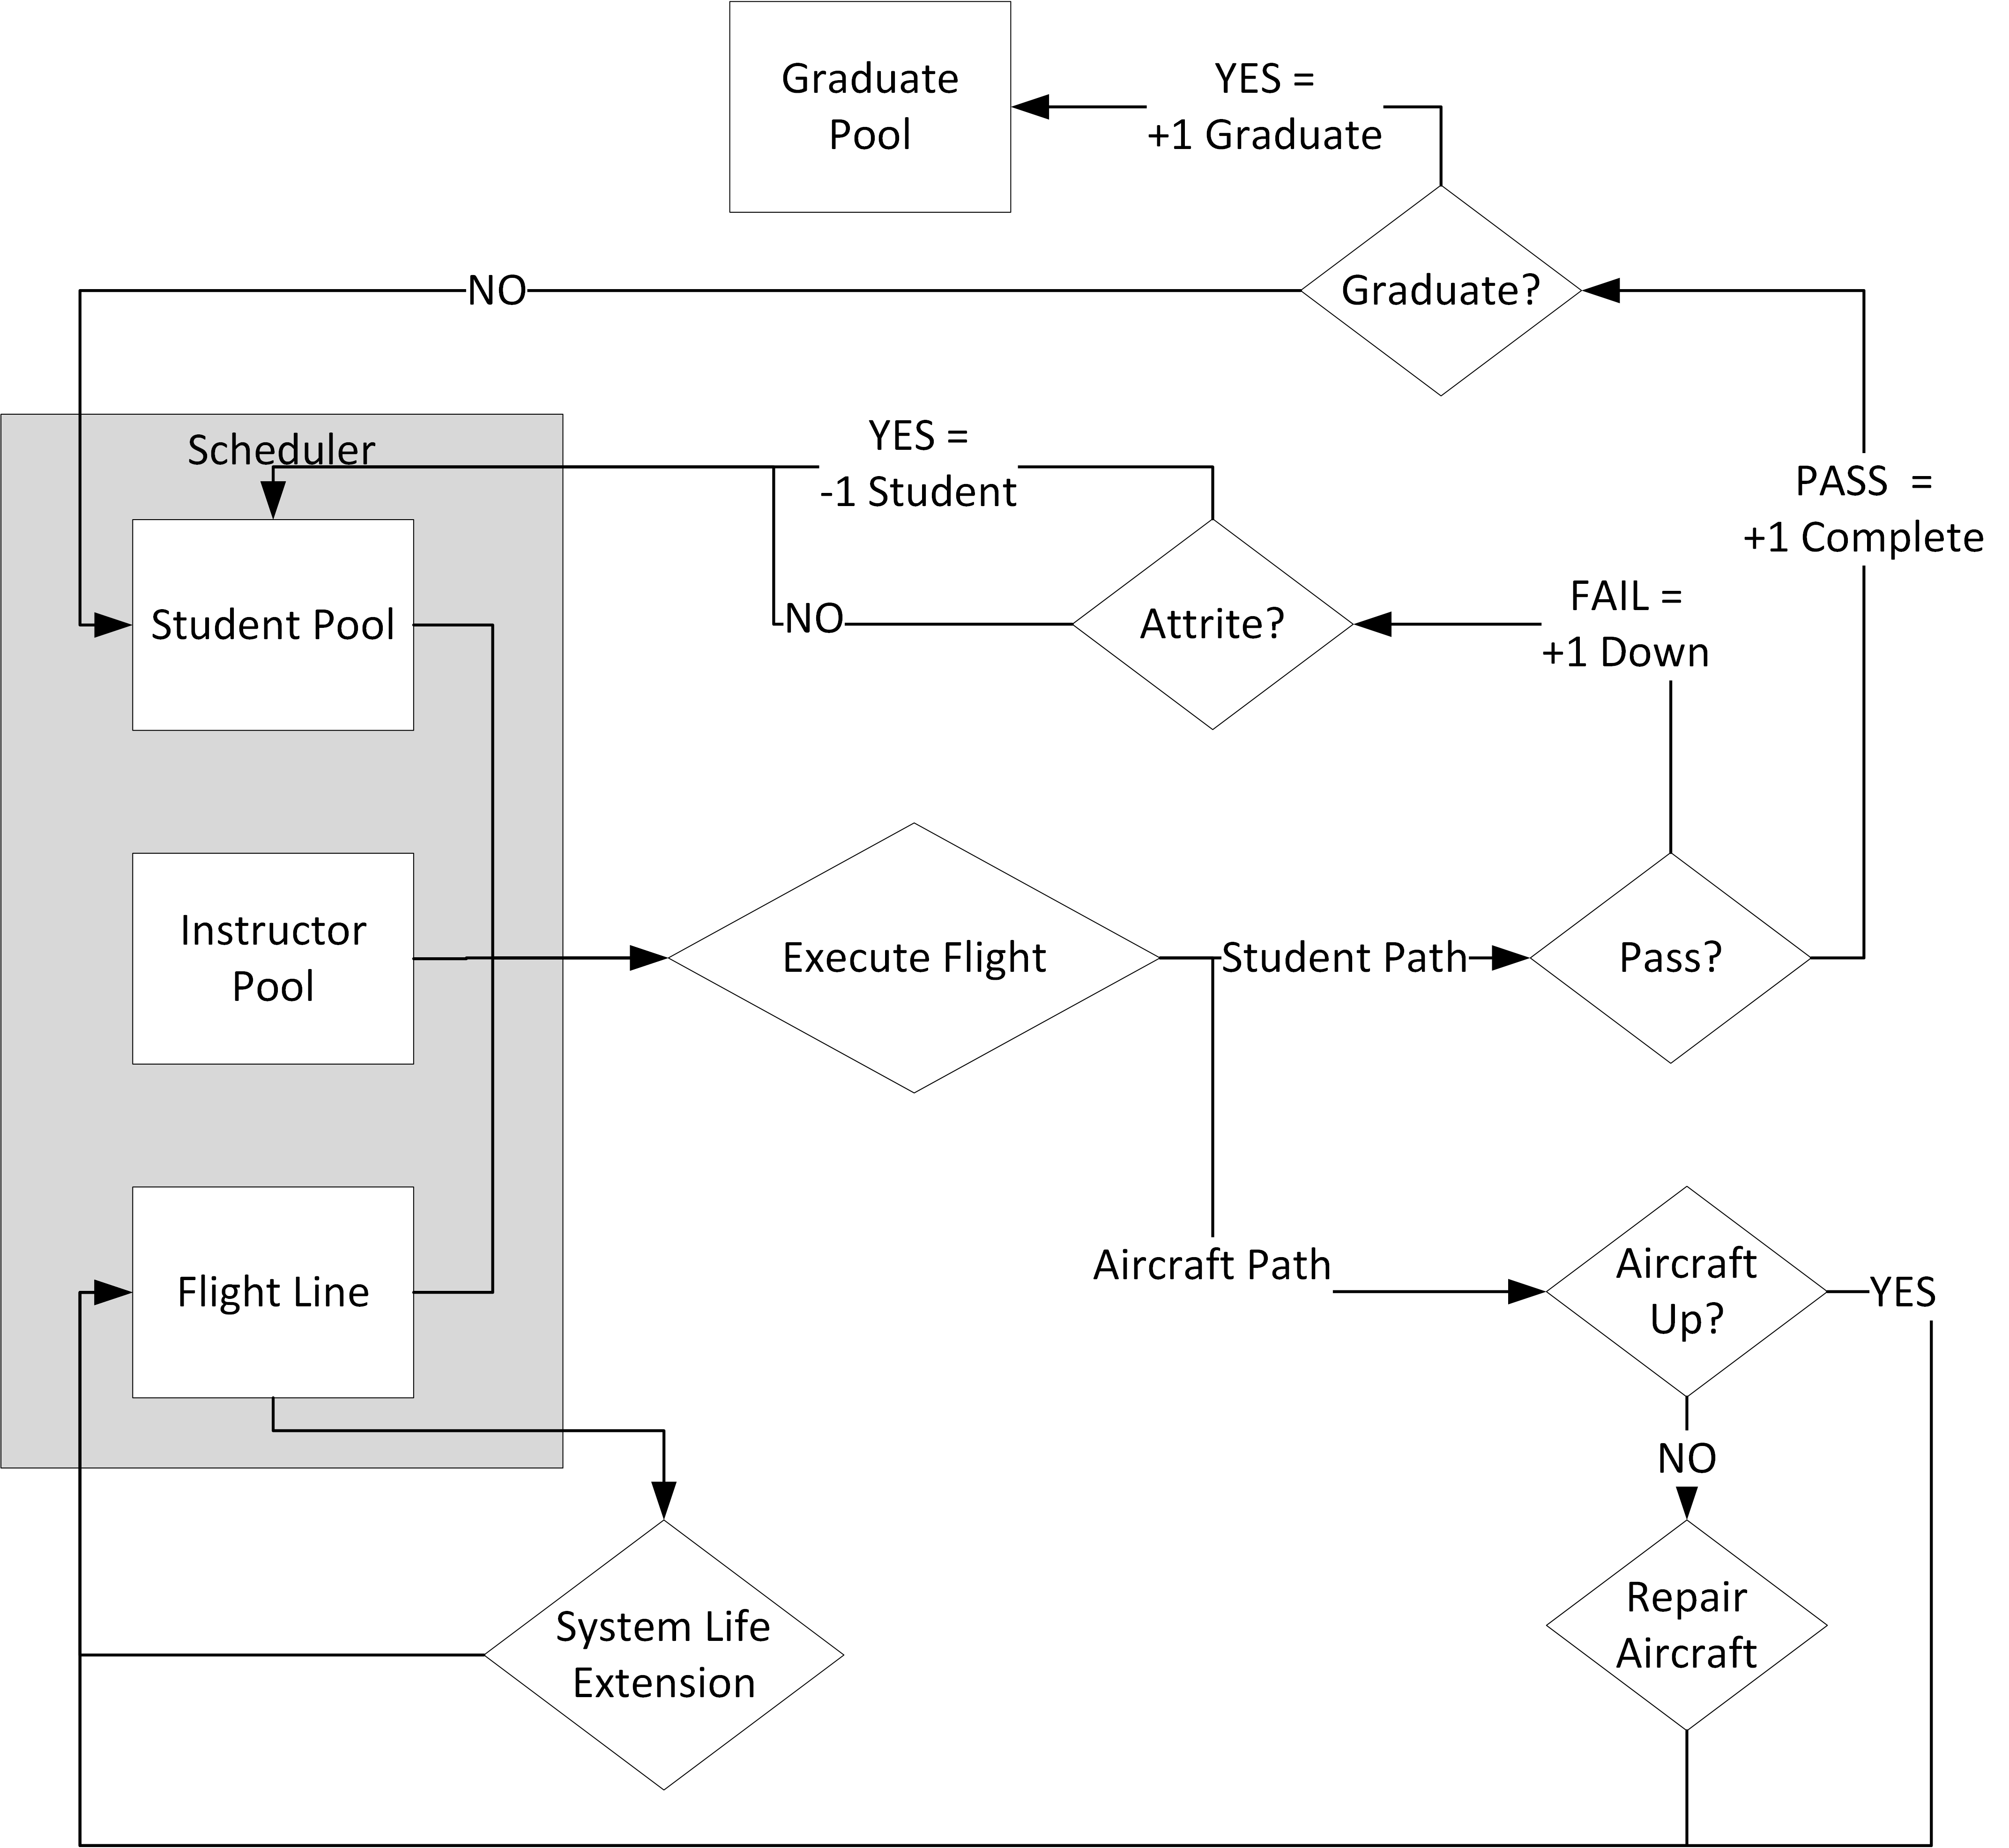 Graduate
Pool
YES =
+1 Graduate
Graduate?
NO
Scheduler
YES =
-1 Student
PASS =
+1 Complete
Student Pool
NO
Attrite?
FAIL =
+1 Down
Instructor
Pool
Execute Flight
Student Path
Pass?
Flight Line
Aircraft Path
Aircraft
Up?
YES
NO
System Life
Extension
Repair
Aircraft